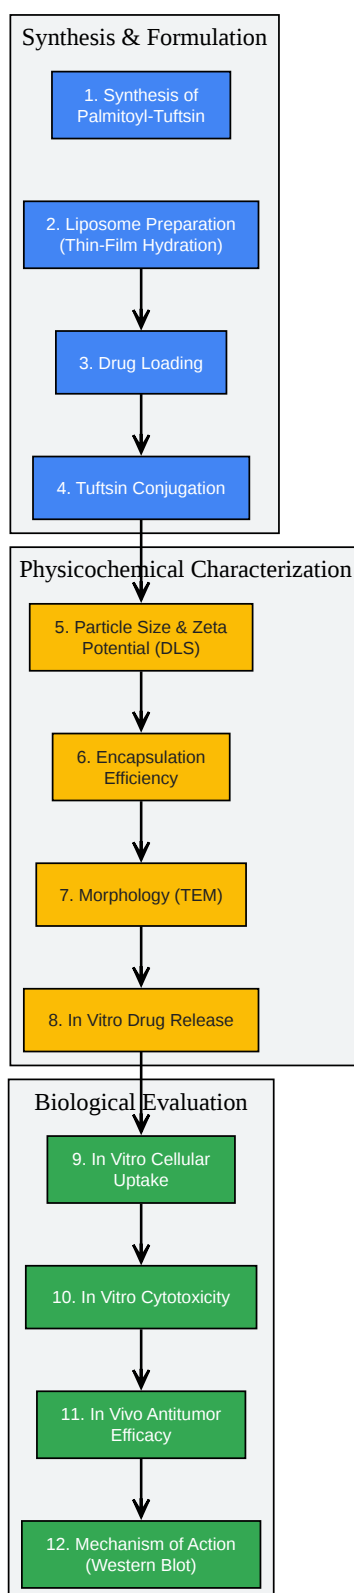 Synthesis & Formulation
1. Synthesis of
Palmitoyl-Tuftsin
2. Liposome Preparation
(Thin-Film Hydration)
3. Drug Loading
4. Tuftsin Conjugation
Physicochemical Characterization
5. Particle Size & Zeta
Potential (DLS)
6. Encapsulation
Efficiency
7. Morphology (TEM)
8. In Vitro Drug Release
Biological Evaluation
9. In Vitro Cellular
Uptake
10. In Vitro Cytotoxicity
11. In Vivo Antitumor
Efficacy
12. Mechanism of Action
(Western Blot)